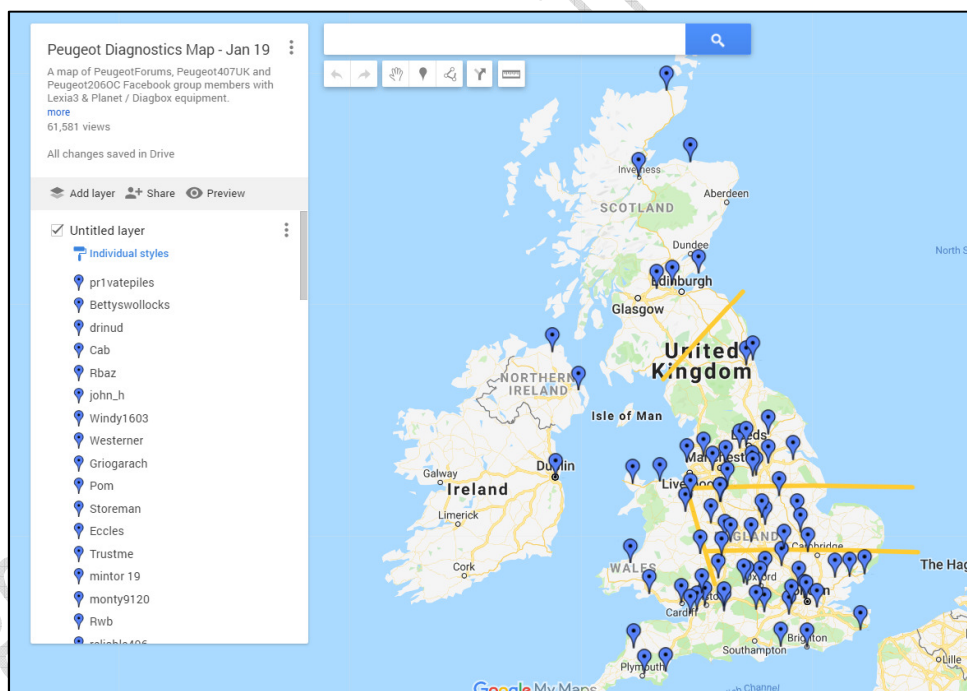 Peugeot Diagnostics Map - Jan 19
A map of PeugeotForums, Peugeot407UK and
Peugeot206OC Facebook group members with
Lexia3 & Planet / Diagbox equipment.
more
61,581 views
All changes saved in Drive
Add layer
Share
Preview
Untitled layer
Individual styles
pr1vatepiles
Bettyswollocks
drinud
Cab
Rbaz
john_h
Windy1603
Westerner
Griogarach
Pom
Storeman
Eccles
Trustme
mintor 19
monty9120
Rwb
reliable406
Inverness
Aberdeen
SCOTLAND
Dundee
North S
Edinburgh
Glasgow
United
Kingdom
NORTHERN
IRELAND
Isle of Man
Leeds
Manchester
Dublin
Galway
Ireland
Liverpool
Limerick
ENGLAND
Cambridge
Cork
WALES
Oxford
The Hag
London
Cardiff
Bristol
Brighton
Southampton
Plymouth
Lille
Google My Maps
sh Channel